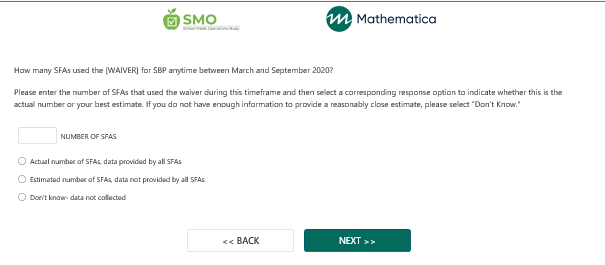 SMO
School Meals Operations Study
Mathematica
How many SFAs used the [WAIVER] for SBP anytime between March and September 2020?
Please enter the number of SFAs that used the waiver during this timeframe and then select a corresponding response option to indicate whether this is the
actual number or your best estimate. If you do not have enough information to provide a reasonably close estimate, please select "Don't Know."
NUMBER OF SFAS
Actual number of SFAs, data provided by all SFAs
Estimated number of SFAs, data not provided by all SFAs
Don't know- data not collected
<< BACK
NEXT >>